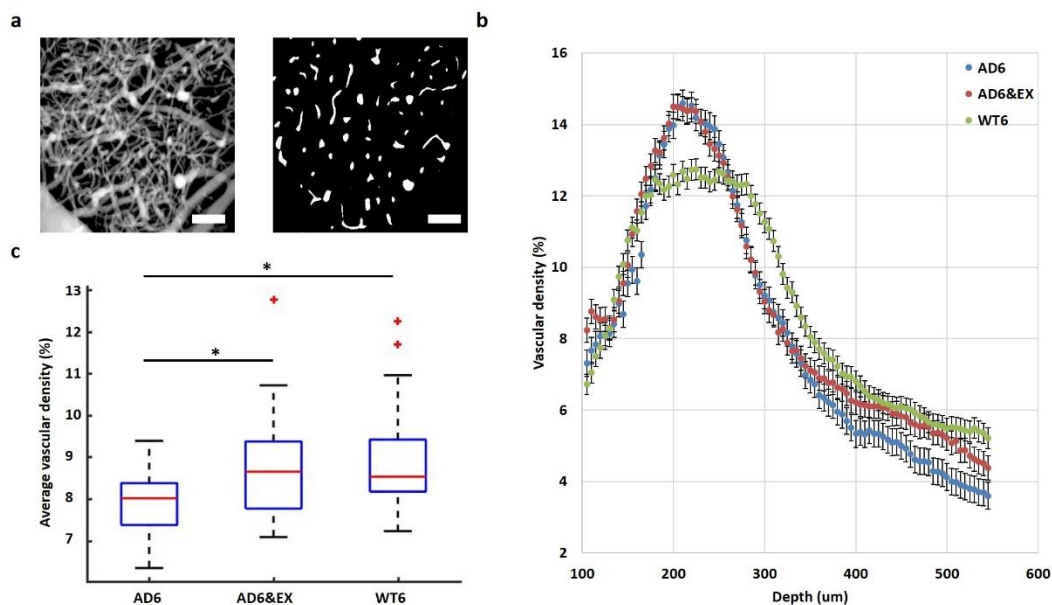 a
b
16
14
12
10
8
6
4
2
Vascular density (%)
100
200
300
400
500
600
Depth (um)
AD6
AD6&EX
WT6
c
13
12
11
10
9
8
7
Average vascular density (%)
*
*
AD6
AD6&EX
WT6